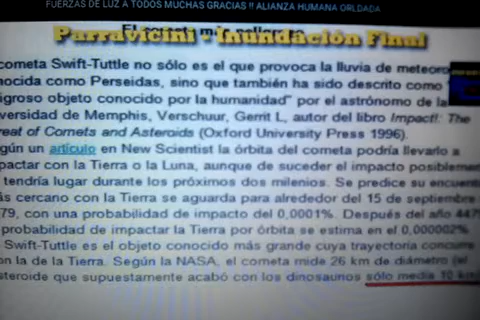 FUERZAS DE LUZ A TODOS MUCHAS GRACIAS !! ALIANZA HUMANA ORLDADA
Parravicini - Inundación Final
cometa Swift-Tuttle no sólo es el que provoca la lluvia de meteoro
nocida como Perseidas, sino que también ha sido descrito como
ligroso objeto conocido por la humanidad" por el astrónomo de la
versidad de Memphis, Verschuur, Gerrit L, autor del libro Impact!: The
reat of Comets and Asteroids (Oxford University Press 1996).
gún un artículo en New Scientist la órbita del cometa podría llevarlo a
pactar con la Tierra o la Luna, aunque de suceder el impacto posiblemen
tendría lugar durante los próximos dos milenios. Se predice su encuent
ás cercano con la Tierra se aguarda para alrededor del 15 de septiembre
79, con una probabilidad de impacto del 0,0001%. Después del año 447
probabilidad de impactar la Tierra por órbita se estima en el 0,000002%
Swift-Tuttle es el objeto conocido más grande cuya trayectoria concurre
on la de la Tierra. Según la NASA, el cometa mide 26 km de diámetro (el
steroide que supuestamente acabó con los dinosaurios sólo medía 10 km